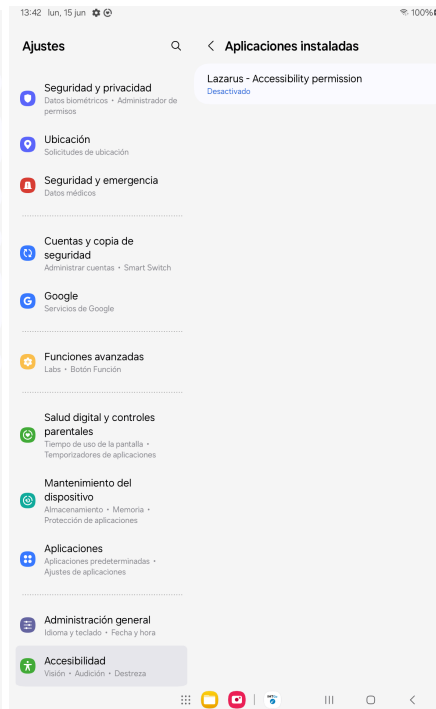 13:42 lun, 15 jun
100%
Ajustes
Aplicaciones instaladas
Lazarus - Accessibility permission
Desactivado
Seguridad y privacidad
Datos biométricos • Administrador de
permisos
Ubicación
Solicitudes de ubicación
Seguridad y emergencia
Datos médicos
Cuentas y copia de
seguridad
Administrar cuentas • Smart Switch
Google
Servicios de Google
Funciones avanzadas
Labs • Botón Función
Salud digital y controles
parentales
Tiempo de uso de la pantalla •
Temporizadores de aplicaciones
Mantenimiento del
dispositivo
Almacenamiento • Memoria •
Protección de aplicaciones
Aplicaciones
Aplicaciones predeterminadas •
Ajustes de aplicaciones
Administración general
Idioma y teclado • Fecha y hora
Accesibilidad
Visión • Audición • Destreza